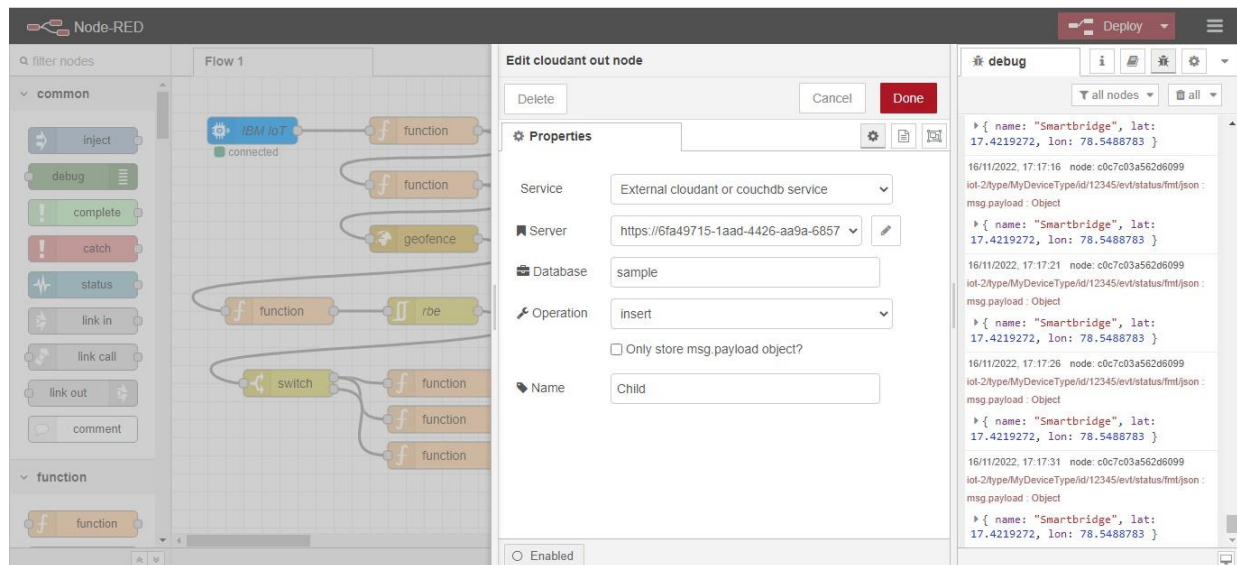 Node-RED
Deploy
filter nodes
common
inject
debug
complete
catch
status
link in
link call
link out
comment
function
function
Flow 1
IBM IoT
connected
function
function
geofence
function
rbe
switch
function
function
function
Edit cloudant out node
Delete
Cancel
Done
Properties
Service
External cloudant or couchdb service
Server
https://6fa49715-1aad-4426-aa9a-6857
Database
sample
Operation
insert
Only store msg.payload object?
Name
Child
Enabled
debug
i
all nodes
all
{ name: "Smartbridge", lat:
17.4219272, lon: 78.5488783 }
16/11/2022, 17:17:16 node: c0c7c03a562d6099
iot-2/type/MyDeviceType/id/12345/evt/status/fmt/json :
msg.payload : Object
{ name: "Smartbridge", lat:
17.4219272, lon: 78.5488783 }
16/11/2022, 17:17:21 node: c0c7c03a562d6099
iot-2/type/MyDeviceType/id/12345/evt/status/fmt/json :
msg.payload : Object
{ name: "Smartbridge", lat:
17.4219272, lon: 78.5488783 }
16/11/2022, 17:17:26 node: c0c7c03a562d6099
iot-2/type/MyDeviceType/id/12345/evt/status/fmt/json :
msg.payload : Object
{ name: "Smartbridge", lat:
17.4219272, lon: 78.5488783 }
16/11/2022, 17:17:31 node: c0c7c03a562d6099
iot-2/type/MyDeviceType/id/12345/evt/status/fmt/json :
msg.payload : Object
{ name: "Smartbridge", lat:
17.4219272, lon: 78.5488783 }